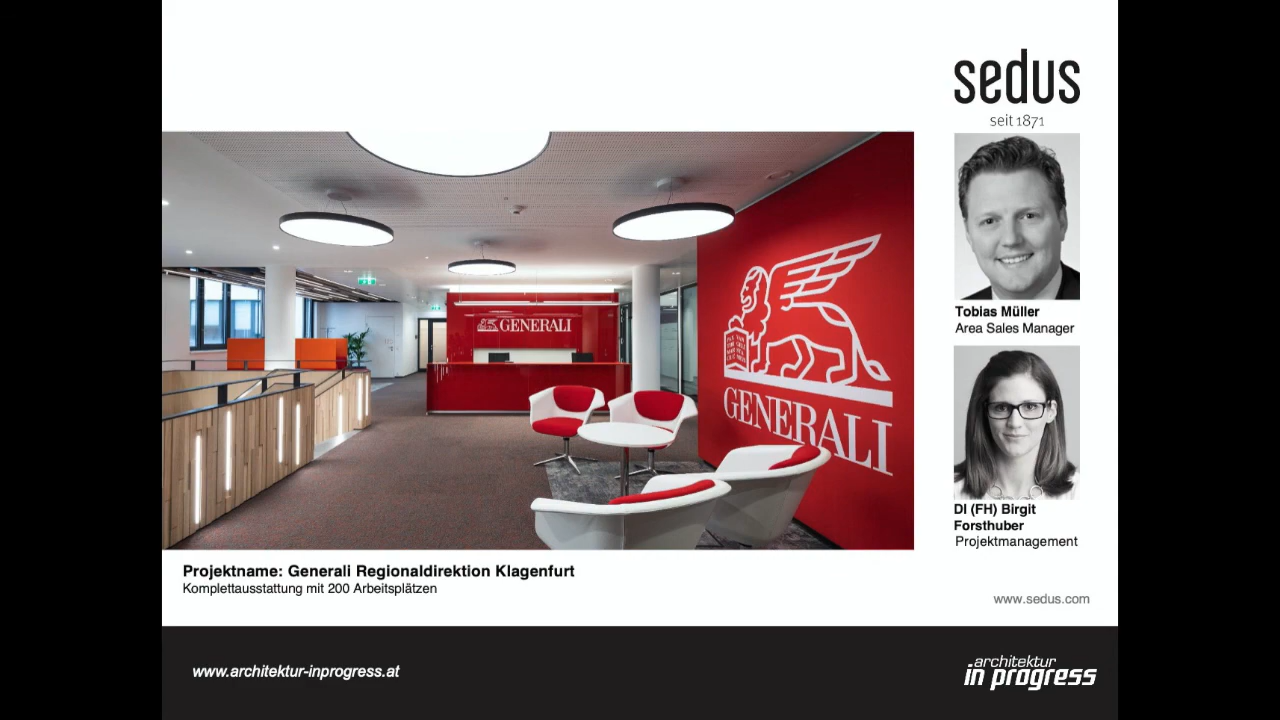 sedus
seit 1871
GENERALI
GENERALI
Tobias Müller
Area Sales Manager
DI (FH) Birgit
Forsthuber
Projektmanagement
Projektname: Generali Regionaldirektion Klagenfurt
Komplettausstattung mit 200 Arbeitsplätzen
www.sedus.com
www.architektur-inprogress.at
architektur
in progress